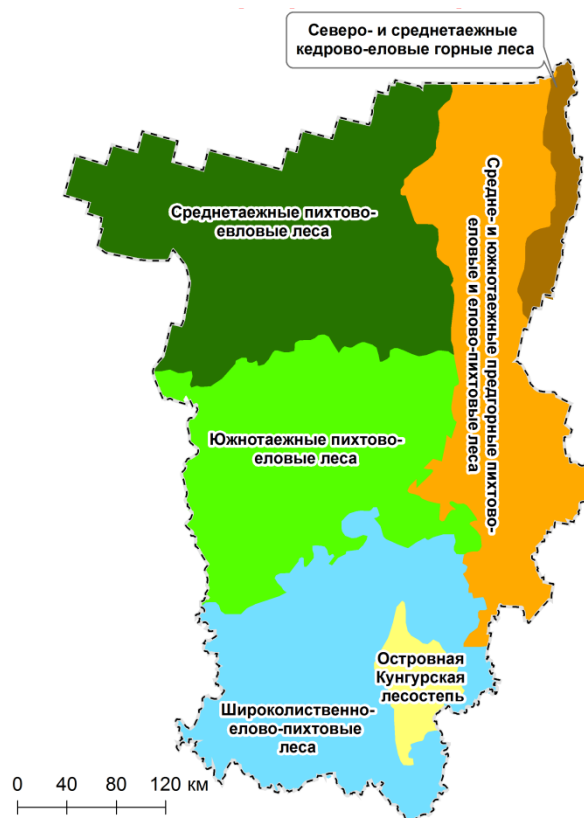 Северо- и среднетаежные
кедрово-еловые горные леса
Среднетаежные пихтово-
евловые леса
Средне- и южнотаежные предгорные пихтово-
еловые и елово-пихтовые леса
Южнотаежные пихтово-
еловые леса
Островная
Кунгурская
лесостепь
Широколиственно-
елово-пихтовые
леса
0 40 80 120 км